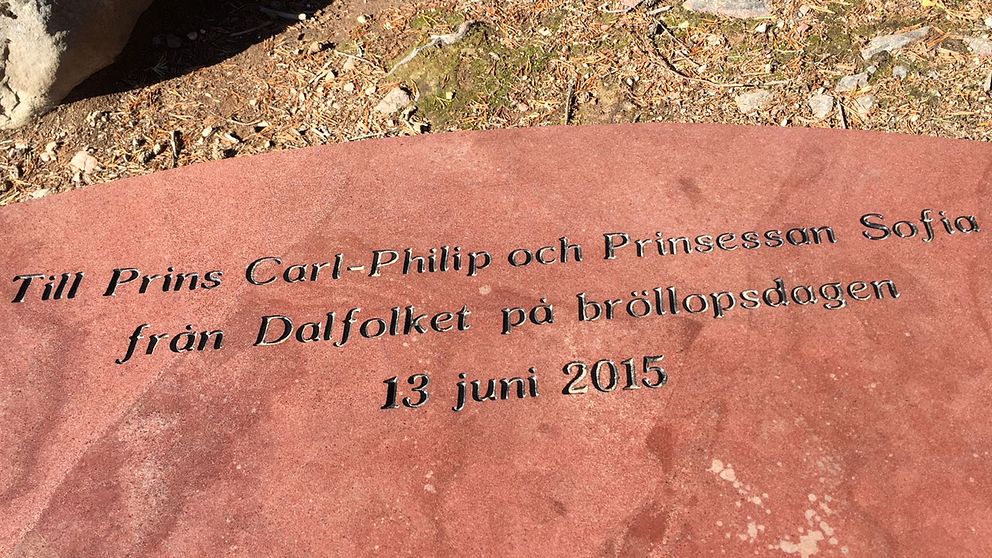 Till Prins Carl-Philip och Prinsessan Sofia
från Dalfolket på bröllopsdagen
13 juni 2015